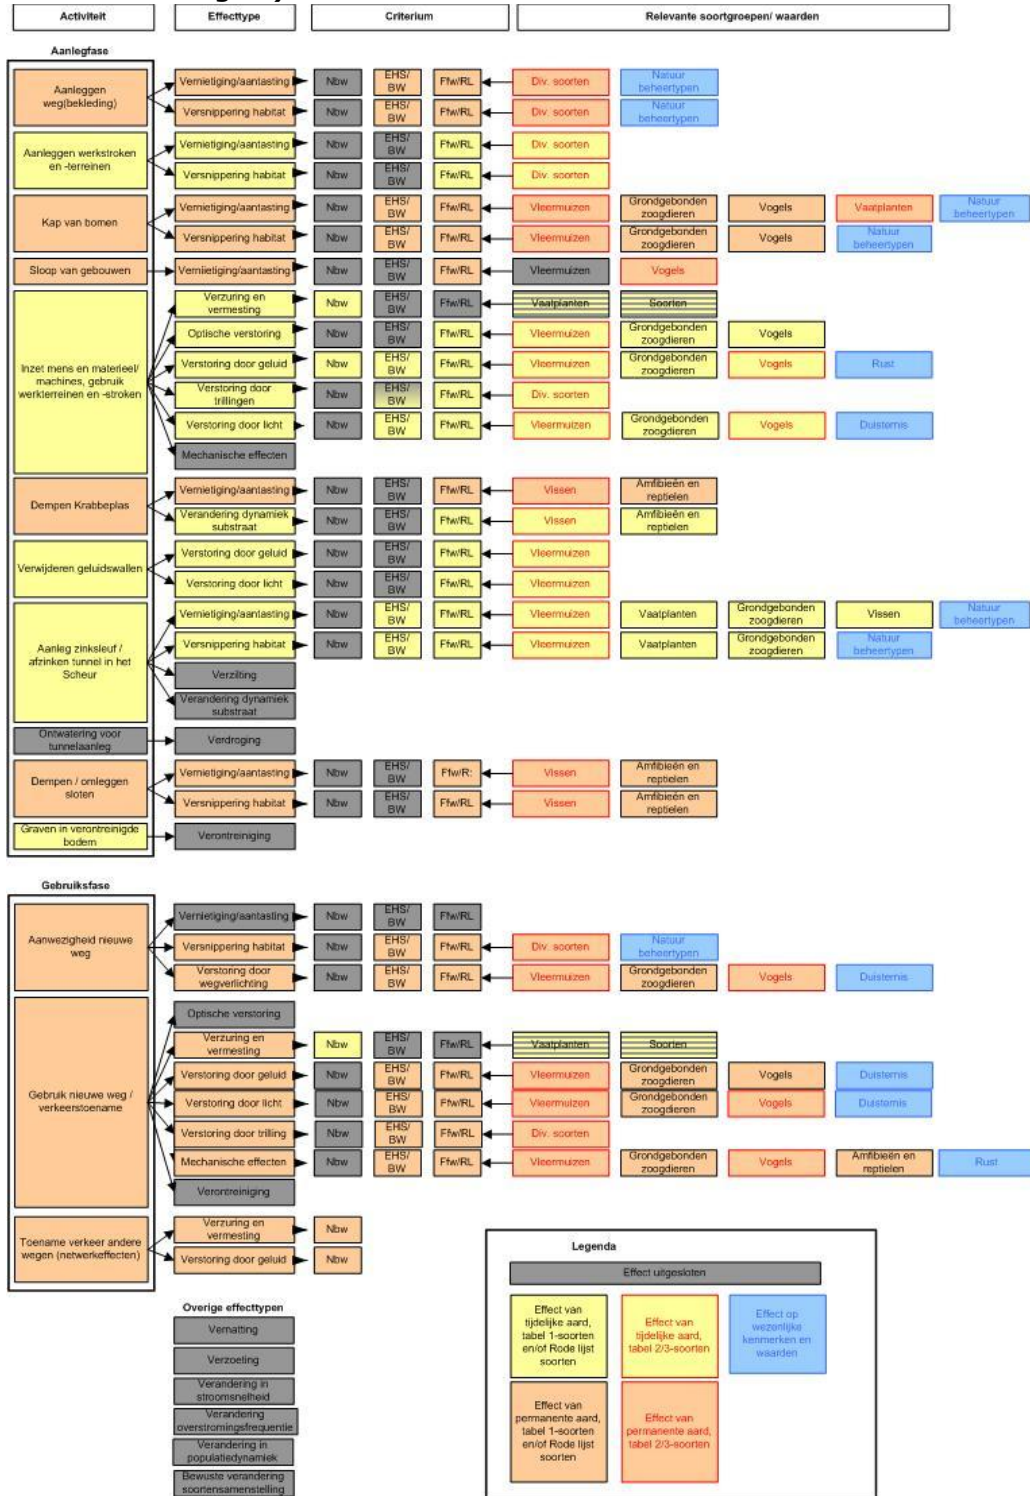 Activiteit Effecttype Criterium Relevante soortgroepen/ waarden
Aanlegfase
Aanleggen
weg(bekleding)
Vernietiging/aantasting Nbw EHS/
BW Ffw/RL Div. soorten Natuur
beheertypen
Versnippering habitat Nbw EHS/
BW Ffw/RL Div. soorten Natuur
beheertypen
Aanleggen werkstroken
en -terreinen
Vernietiging/aantasting Nbw EHS/
BW Ffw/RL Div. soorten
Versnippering habitat Nbw EHS/
BW Ffw/RL Div. soorten
Kap van bomen
Vernietiging/aantasting Nbw EHS/
BW Ffw/RL Vleermuizen Grondgebonden
zoogdieren Vogels Vaatplanten Natuur
beheertypen
Versnippering habitat Nbw EHS/
BW Ffw/RL Vleermuizen Grondgebonden
zoogdieren Vogels Natuur
beheertypen
Sloop van gebouwen
Verniietiging/aantasting Nbw EHS/
BW Ffw/RL Vleermuizen Vogels
Inzet mens en materieel/
machines, gebruik
werkterreinen en -stroken
Verzuring en
vermesting Nbw EHS/
BW Ffw/RL Vaatplanten Soorten
Optische verstoring Nbw EHS/
BW Ffw/RL Vleermuizen Grondgebonden
zoogdieren Vogels
Verstoring door geluid Nbw EHS/
BW Ffw/RL Vleermuizen Grondgebonden
zoogdieren Vogels Rust
Verstoring door
trillingen Nbw EHS/
BW Ffw/RL Div. soorten
Verstoring door licht Nbw EHS/
BW Ffw/RL Vleermuizen Grondgebonden
zoogdieren Vogels Duisternis
Mechanische effecten
Dempen Krabbeplas
Vernietiging/aantasting Nbw EHS/
BW Ffw/RL Vissen Amfibieën en
reptielen
Verandering dynamiek
substraat Nbw EHS/
BW Ffw/RL Vissen Amfibieën en
reptielen
Verwijderen geluidswallen
Verstoring door geluid Nbw EHS/
BW Ffw/RL Vleermuizen
Verstoring door licht Nbw EHS/
BW Ffw/RL Vleermuizen
Aanleg zinksleuf /
afzinken tunnel in het
Scheur
Vernietiging/aantasting Nbw EHS/
BW Ffw/RL Vleermuizen Vaatplanten Grondgebonden
zoogdieren Vissen Natuur
beheertypen
Versnippering habitat Nbw EHS/
BW Ffw/RL Vleermuizen Vaatplanten Grondgebonden
zoogdieren Natuur
beheertypen
Verzilting
Verandering dynamiek
substraat
Ontwatering voor
tunnelaanleg
Verdroging
Dempen / omleggen
sloten
Vernietiging/aantasting Nbw EHS/
BW Ffw/R: Vissen Amfibieën en
reptielen
Versnippering habitat Nbw EHS/
BW Ffw/RL Vissen Amfibieën en
reptielen
Graven in verontreinigde
bodem
Verontreiniging
Gebruiksfase
Aanwezigheid nieuwe
weg
Vernietiging/aantasting Nbw EHS/
BW Ffw/RL
Versnippering habitat Nbw EHS/
BW Ffw/RL Div. soorten Natuur
beheertypen
Verstoring door
wegverlichting Nbw EHS/
BW Ffw/RL Vleermuizen Grondgebonden
zoogdieren Vogels Duisternis
Gebruik nieuwe weg /
verkeerstoename
Optische verstoring
Verzuring en
vermesting Nbw EHS/
BW Ffw/RL Vaatplanten Soorten
Verstoring door geluid Nbw EHS/
BW Ffw/RL Vleermuizen Grondgebonden
zoogdieren Vogels Duisternis
Verstoring door licht Nbw EHS/
BW Ffw/RL Vleermuizen Grondgebonden
zoogdieren Vogels Duisternis
Verstoring door trilling Nbw EHS/
BW Ffw/RL Div. soorten
Mechanische effecten Nbw EHS/
BW Ffw/RL Vleermuizen Grondgebonden
zoogdieren Vogels Amfibieën en
reptielen Rust
Verontreiniging
Toename verkeer andere
wegen (netwerkeffecten)
Verzuring en
vermesting Nbw
Verstoring door geluid Nbw
Overige effecttypen
Vernatting
Verzoeting
Verandering in
stroomsnelheid
Verandering
overstromingsfrequentie
Verandering in
populatiedynamiek
Bewuste verandering
soortensamenstelling
Legenda
Effect uitgesloten
Effect van
tijdelijke aard,
tabel 1-soorten
en/of Rode lijst
soorten
Effect van
tijdelijke aard,
tabel 2/3-soorten
Effect op
wezenlijke
kenmerken en
waarden
Effect van
permanente aard,
tabel 1-soorten
en/of Rode lijst
soorten
Effect van
permanente aard,
tabel 2/3-soorten